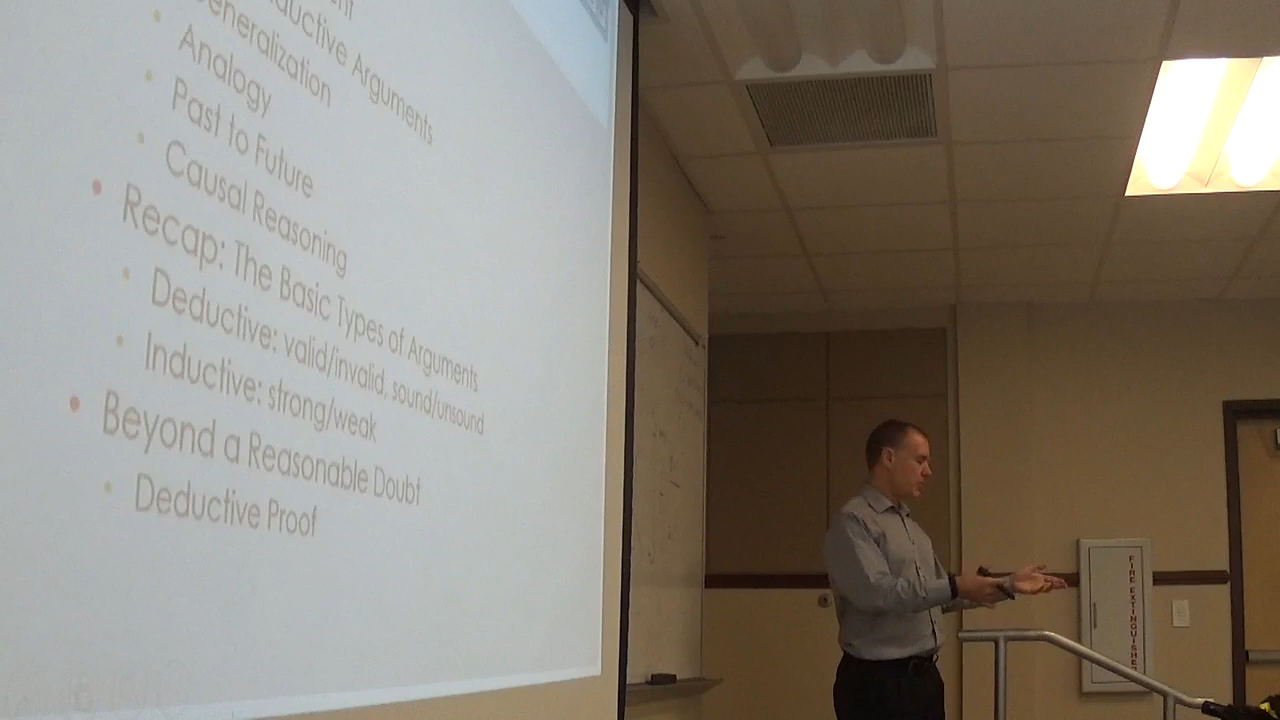 Arguments
Generalization
Analogy
Past to Future
Causal Reasoning
Recap: The Basic Types of Arguments
Deductive: valid/invalid, sound/unsound
Inductive: strong/weak
Beyond a Reasonable Doubt
Deductive Proof
FIRE EXTINGUISHER